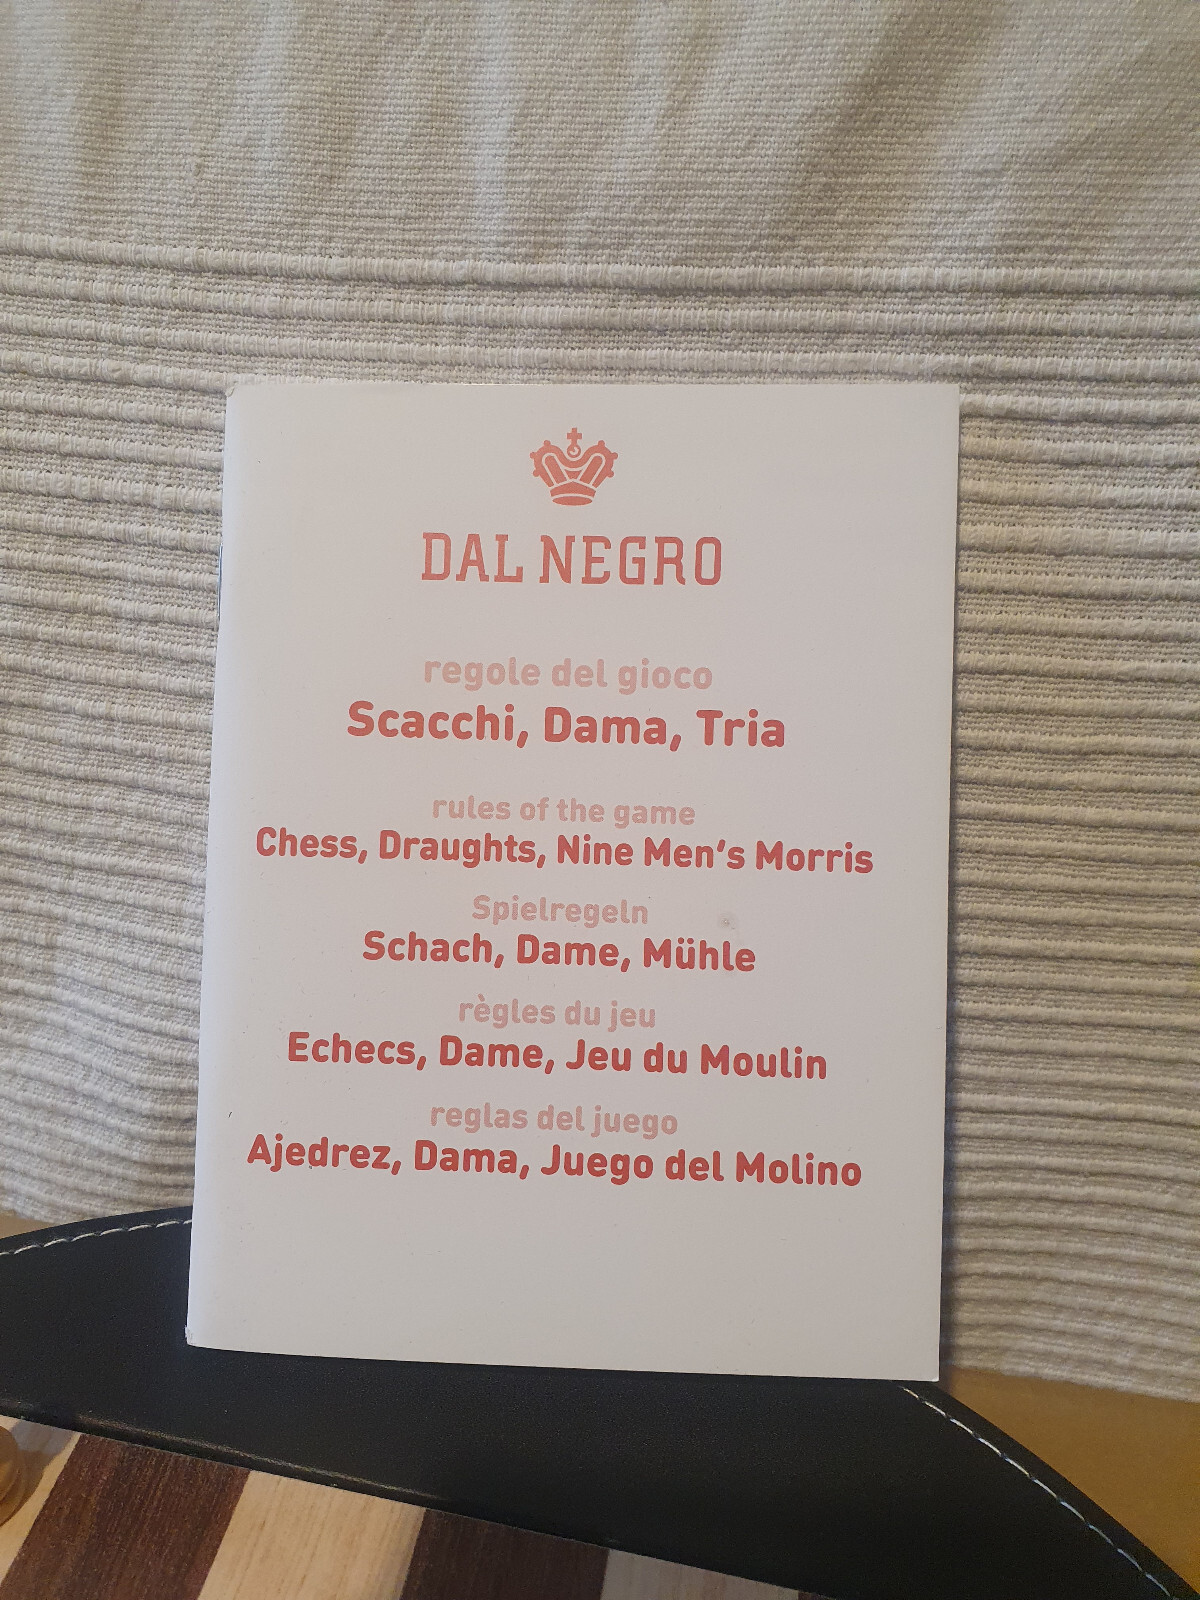 DAL NEGRO
regole del gioco
Scacchi, Dama, Tria
rules of the game
Chess, Draughts, Nine Men's Morris
Spielregeln
Schach, Dame, Mühle
règles du jeu
Echecs, Dame, Jeu du Moulin
reglas del juego
Ajedrez, Dama, Juego del Molino